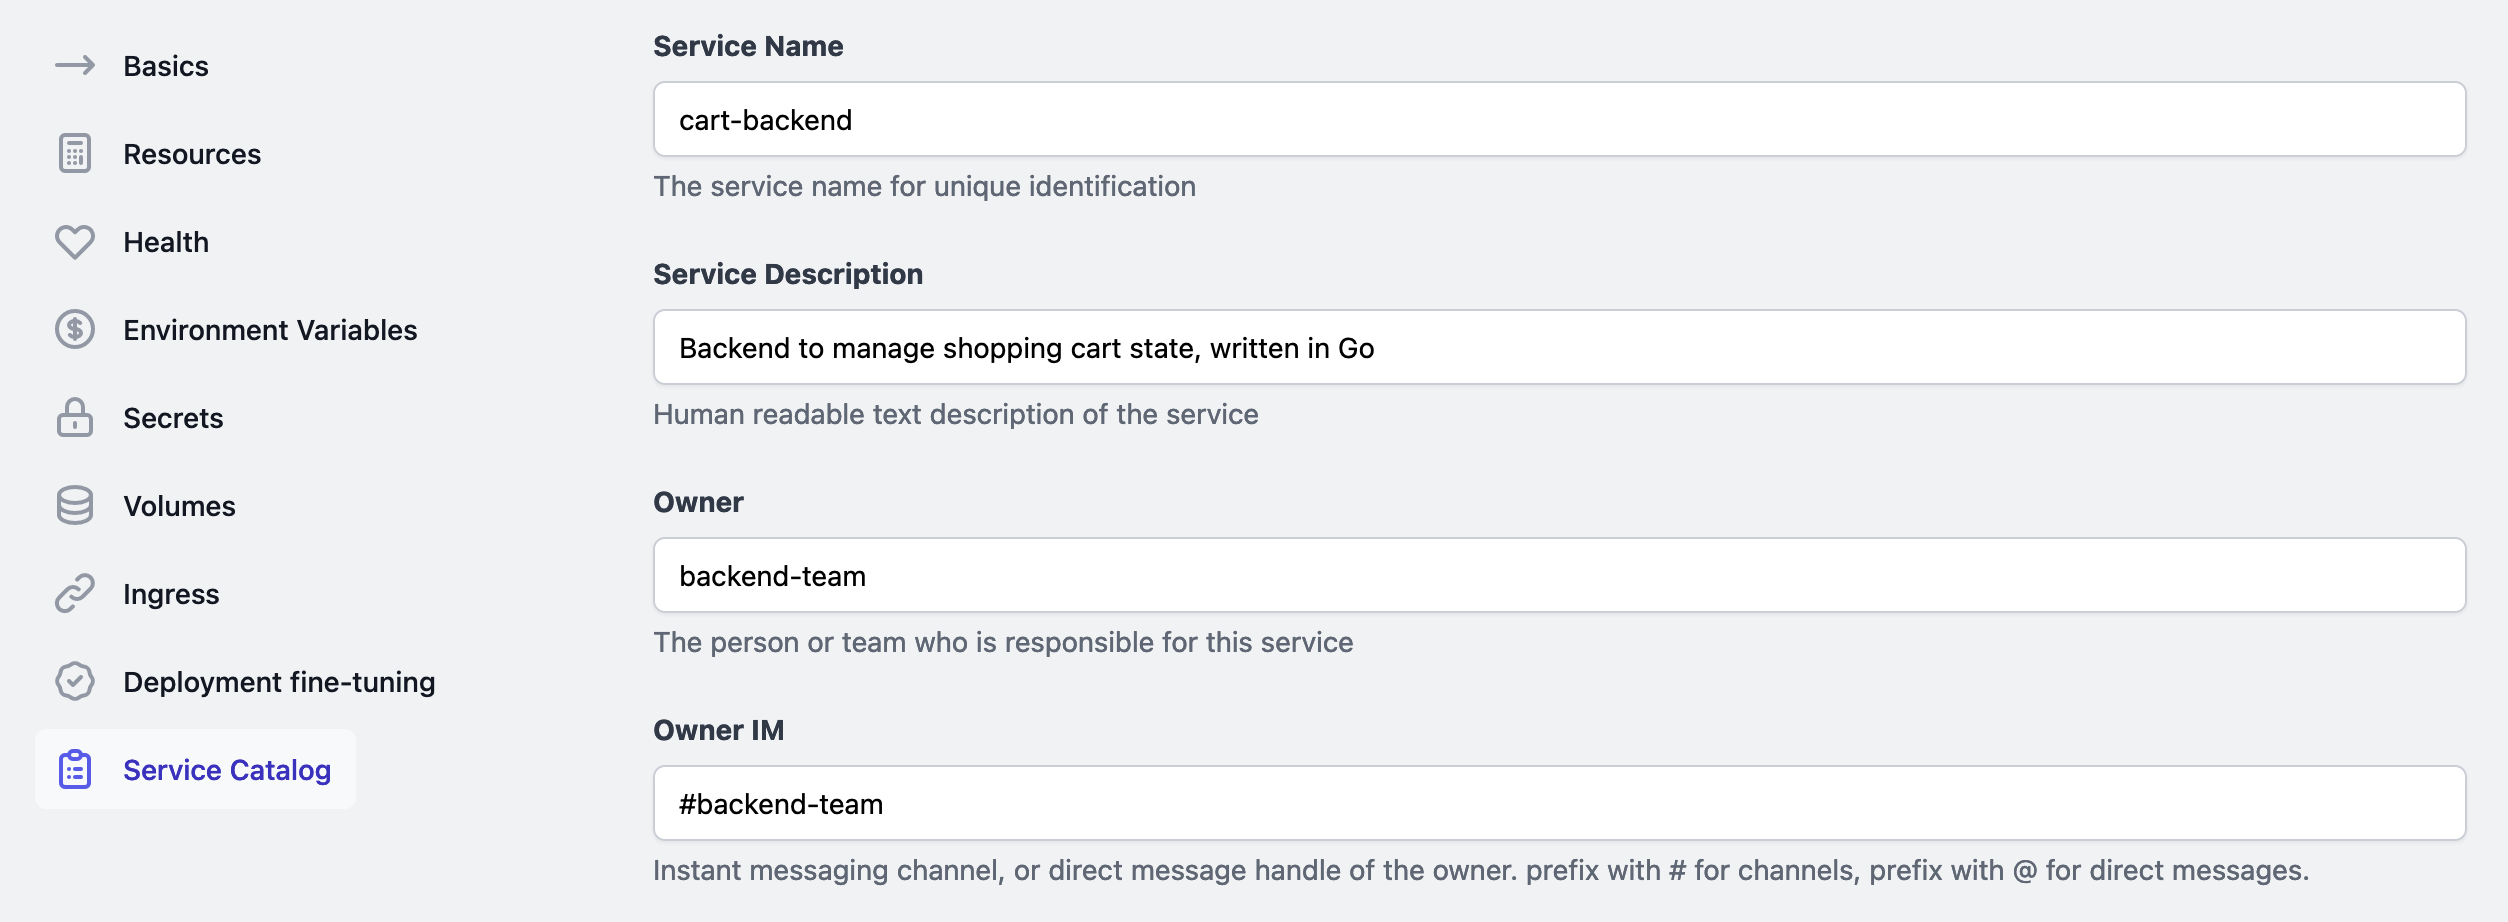 Basics
Resources
Health
Environment Variables
Secrets
Volumes
Ingress
Deployment fine-tuning
Service Catalog
Service Name
cart-backend
The service name for unique identification
Service Description
Backend to manage shopping cart state, written in Go
Human readable text description of the service
Owner
backend-team
The person or team who is responsible for this service
Owner IM
#backend-team
Instant messaging channel, or direct message handle of the owner. prefix with # for channels, prefix with @ for direct messages.